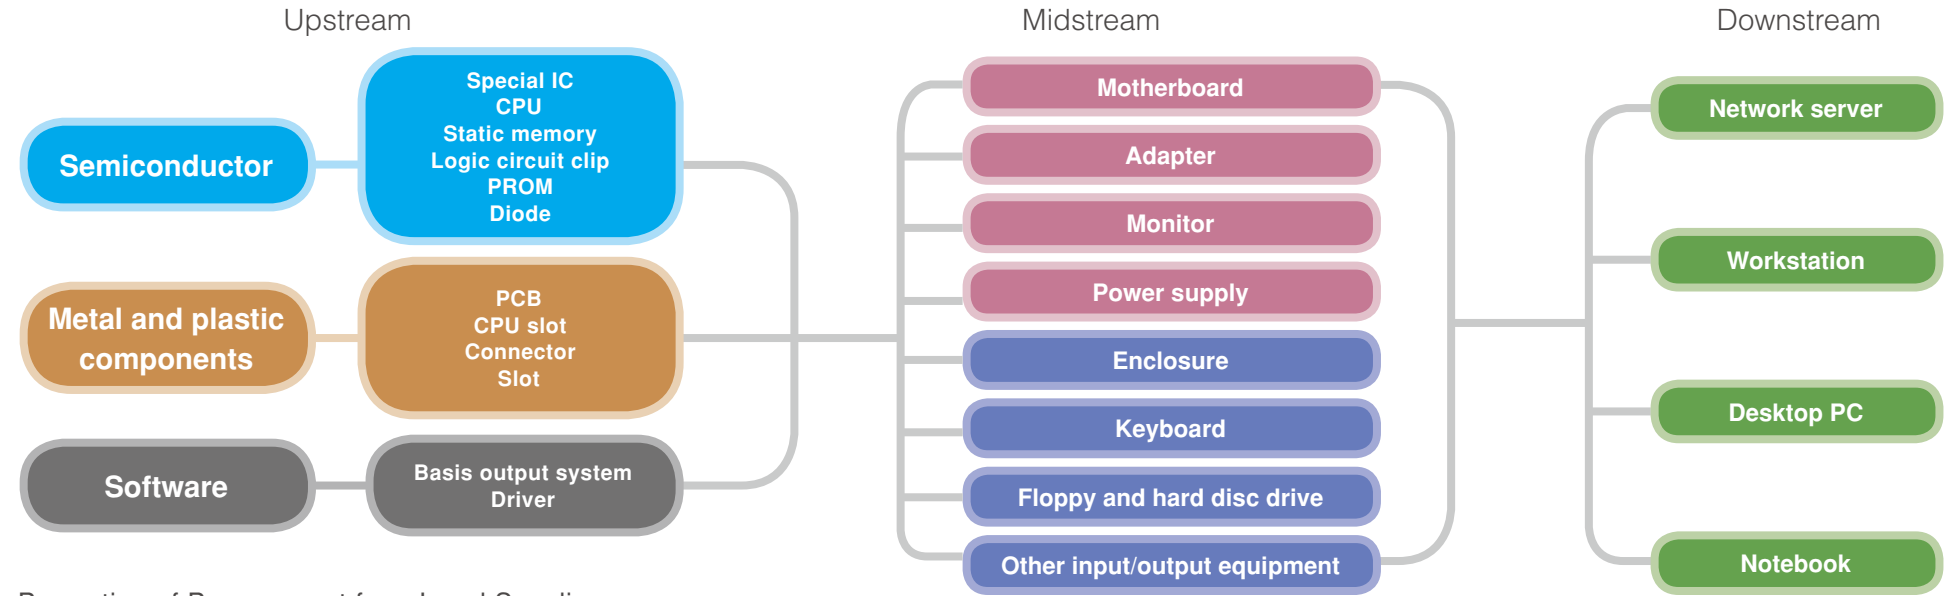 Upstream
Midstream
Downstream
Semiconductor
Special IC
CPU
Static memory
Logic circuit clip
PROM
Diode
Metal and plastic
components
PCB
CPU slot
Connector
Slot
Software
Basis output system
Driver
Motherboard
Adapter
Monitor
Power supply
Enclosure
Keyboard
Floppy and hard disc drive
Other input/output equipment
Network server
Workstation
Desktop PC
Notebook